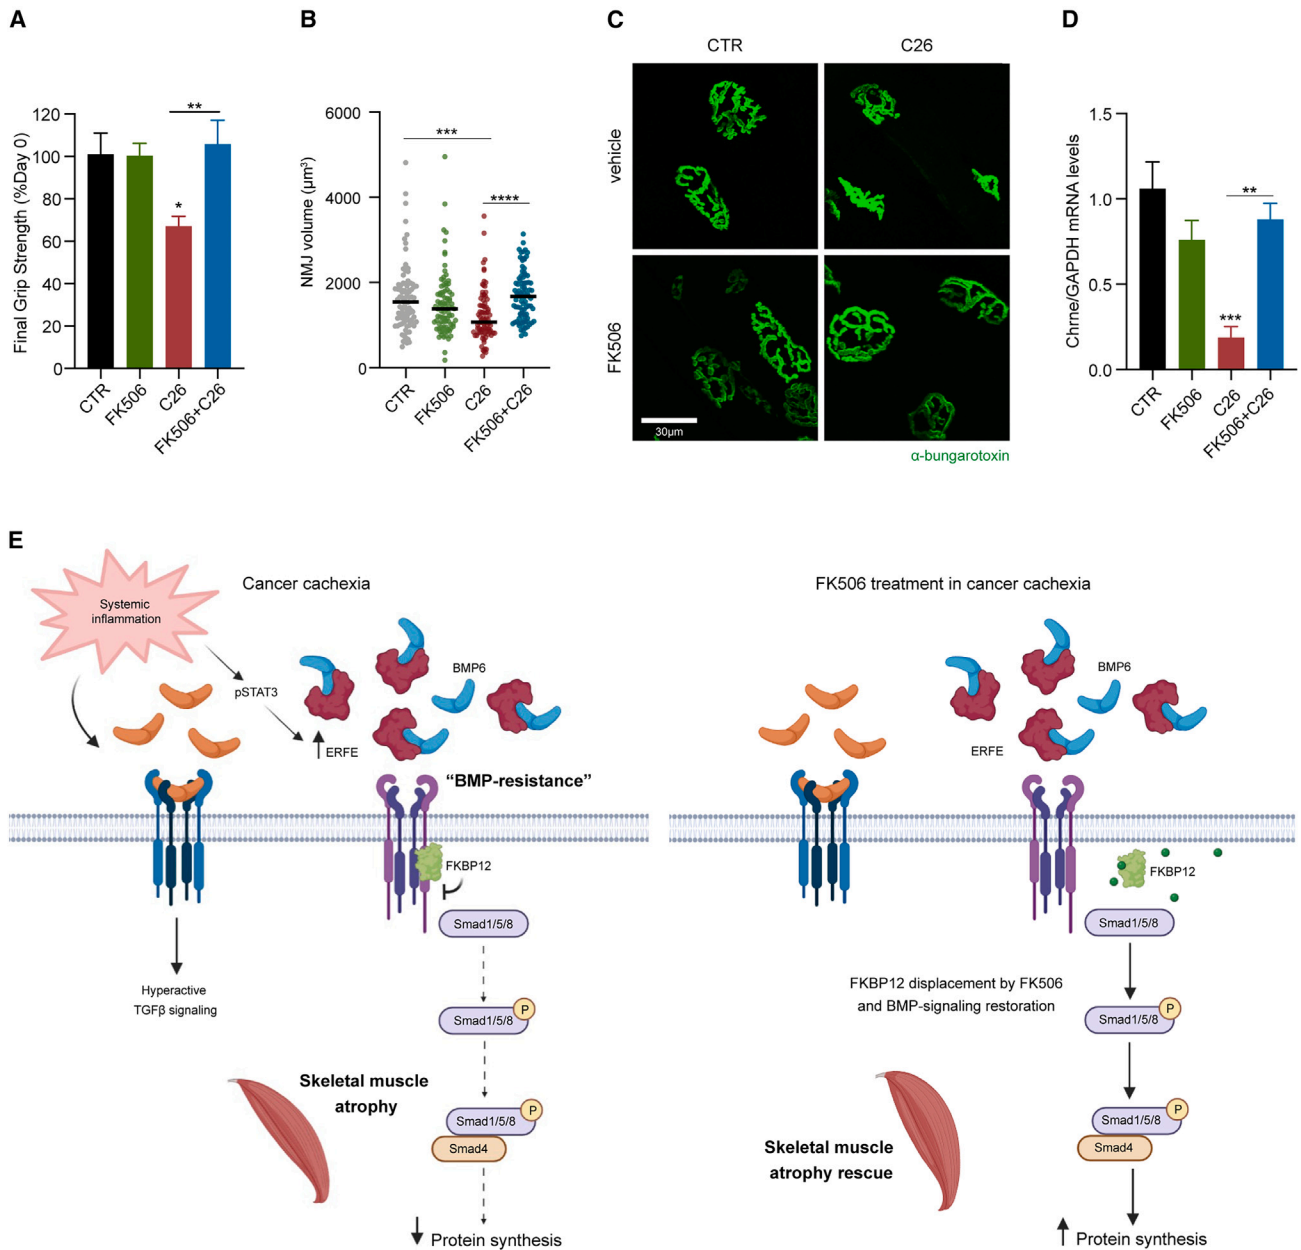 A
Final Grip Strength (%Day 0)
120
100
80
60
40
20
0
**
*
CTR
FK506
C26
FK506+C26
B
NMJ volume (µm³)
6000
4000
2000
0
***
****
CTR
FK506
C26
FK506+C26
C
CTR
C26
vehicle
FK506
30µm
α-bungarotoxin
D
Chrne/GAPDH mRNA levels
1.5
1.0
0.5
0.0
**
***
CTR
FK506
C26
FK506+C26
E
Cancer cachexia
Systemic
inflammation
pSTAT3
BMP6
ERFE
“BMP-resistance”
FKBP12
Smad1/5/8
Hyperactive
TGFβ signaling
Smad1/5/8
P
Skeletal muscle
atrophy
Smad1/5/8
P
Smad4
Protein synthesis
FK506 treatment in cancer cachexia
BMP6
ERFE
FKBP12
Smad1/5/8
FKBP12 displacement by FK506
and BMP-signaling restoration
Smad1/5/8
P
Smad1/5/8
P
Smad4
Skeletal muscle
atrophy rescue
Protein synthesis